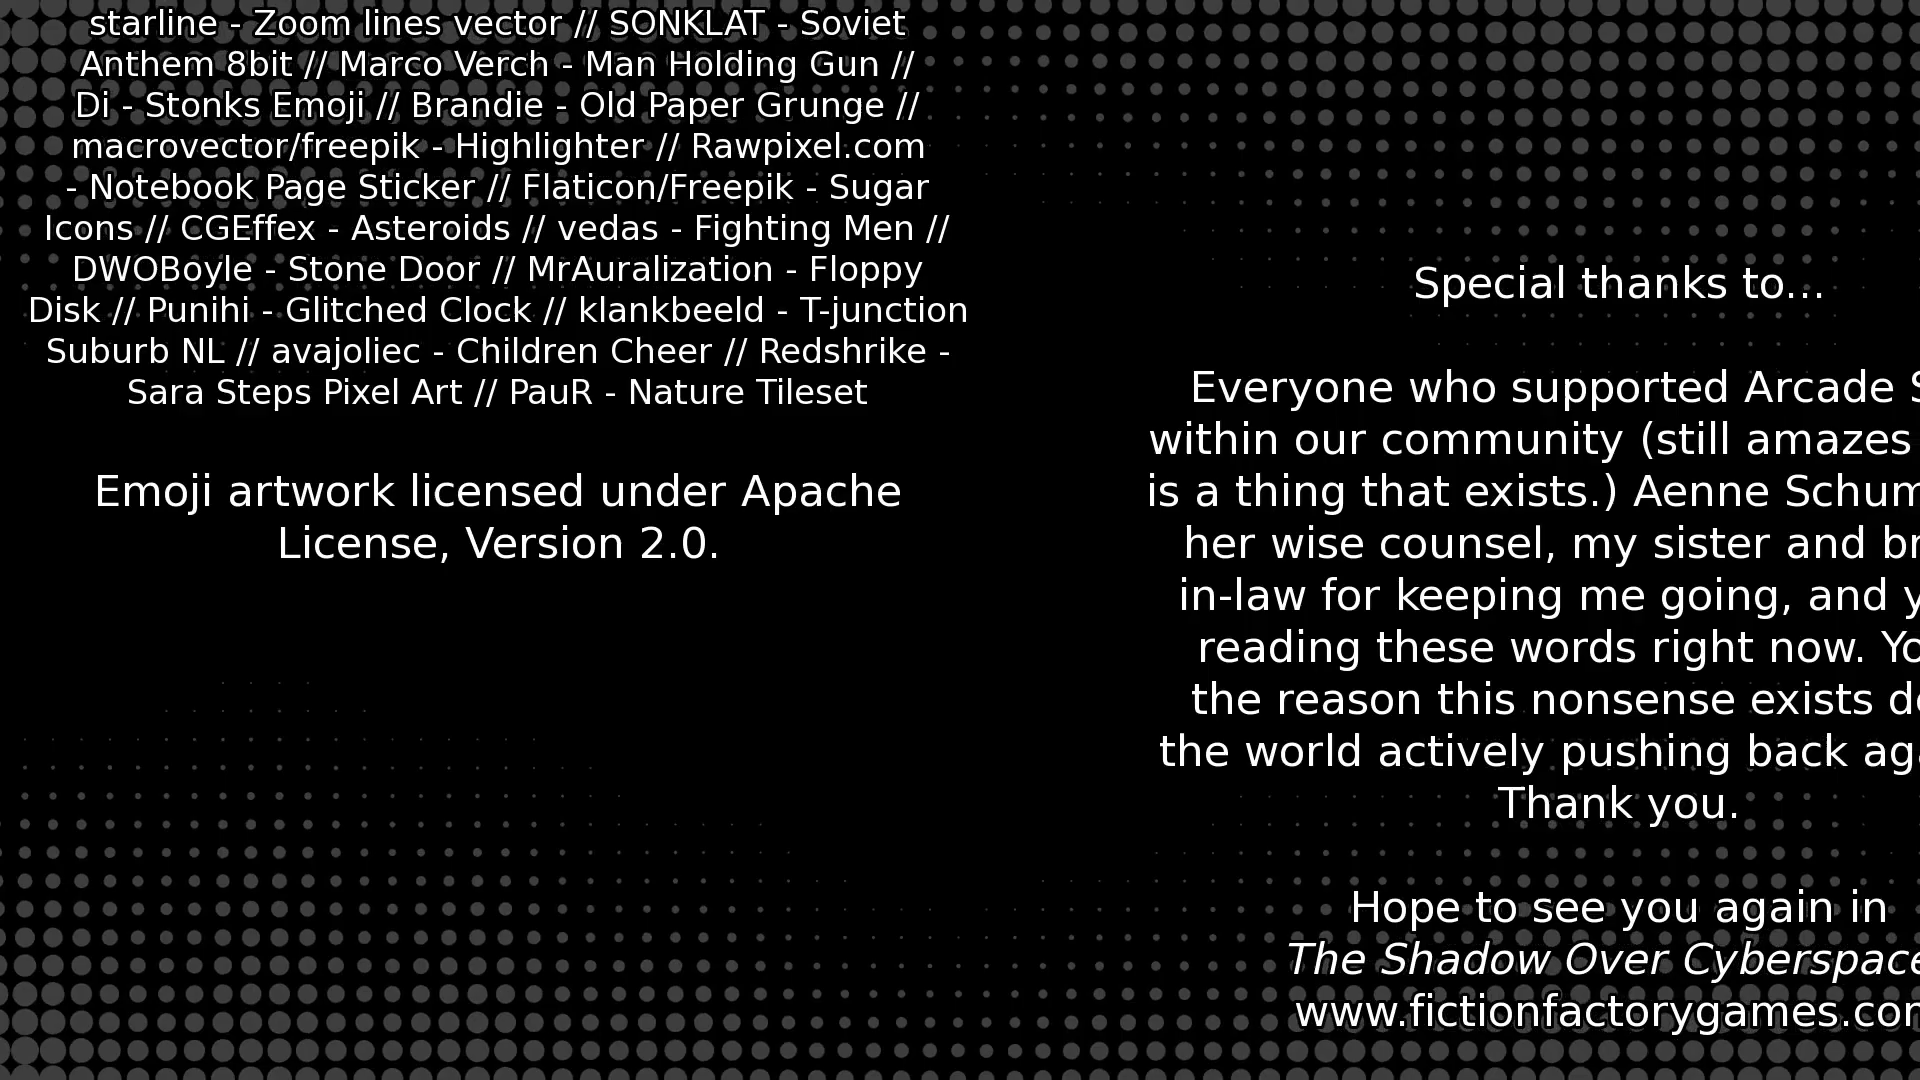 starline - Zoom lines vector // SONKLAT - Soviet
Anthem 8bit // Marco Verch - Man Holding Gun //
Di - Stonks Emoji // Brandie - Old Paper Grunge //
macrovector/freepik - Highlighter // Rawpixel.com
- Notebook Page Sticker // Flaticon/Freepik - Sugar
Icons // CGEffex - Asteroids // vedas - Fighting Men //
DWOBoyle - Stone Door // MrAuralization - Floppy
Disk // Punihi - Glitched Clock // klankbeeld - T-junction
Suburb NL // avajoliec - Children Cheer // Redshrike -
Sara Steps Pixel Art // PauR - Nature Tileset
Emoji artwork licensed under Apache
License, Version 2.0.
Special thanks to...
Everyone who supported Arcade
within our community (still amazes
is a thing that exists.) Aenne
her wise counsel, my sister and
in-law for keeping me going, and
reading these words right now.
the reason this nonsense exists
the world actively pushing back
Thank you.
Hope to see you again in
The Shadow Over Cyberspace
www.fictionfactorygames.com